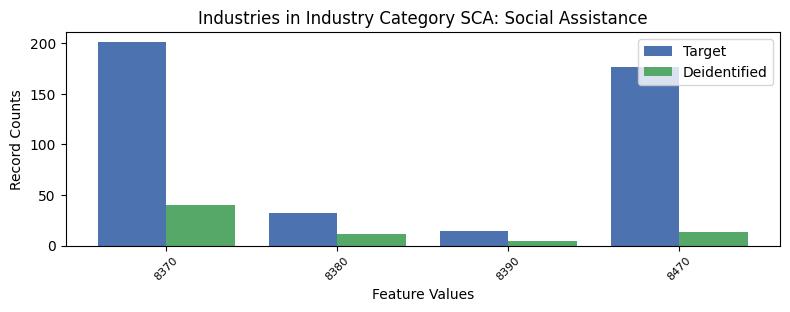 Industries in Industry Category SCA: Social Assistance
Target
Deidentified
Record Counts
200
150
100
50
0
8370
8380
8390
8470
Feature Values